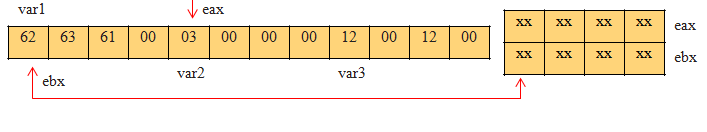 var1 eax
62 63 61 00 03 00 00 00 12 00 12 00
var2 var3
ebx
xx xx xx xx eax
xx xx xx xx ebx